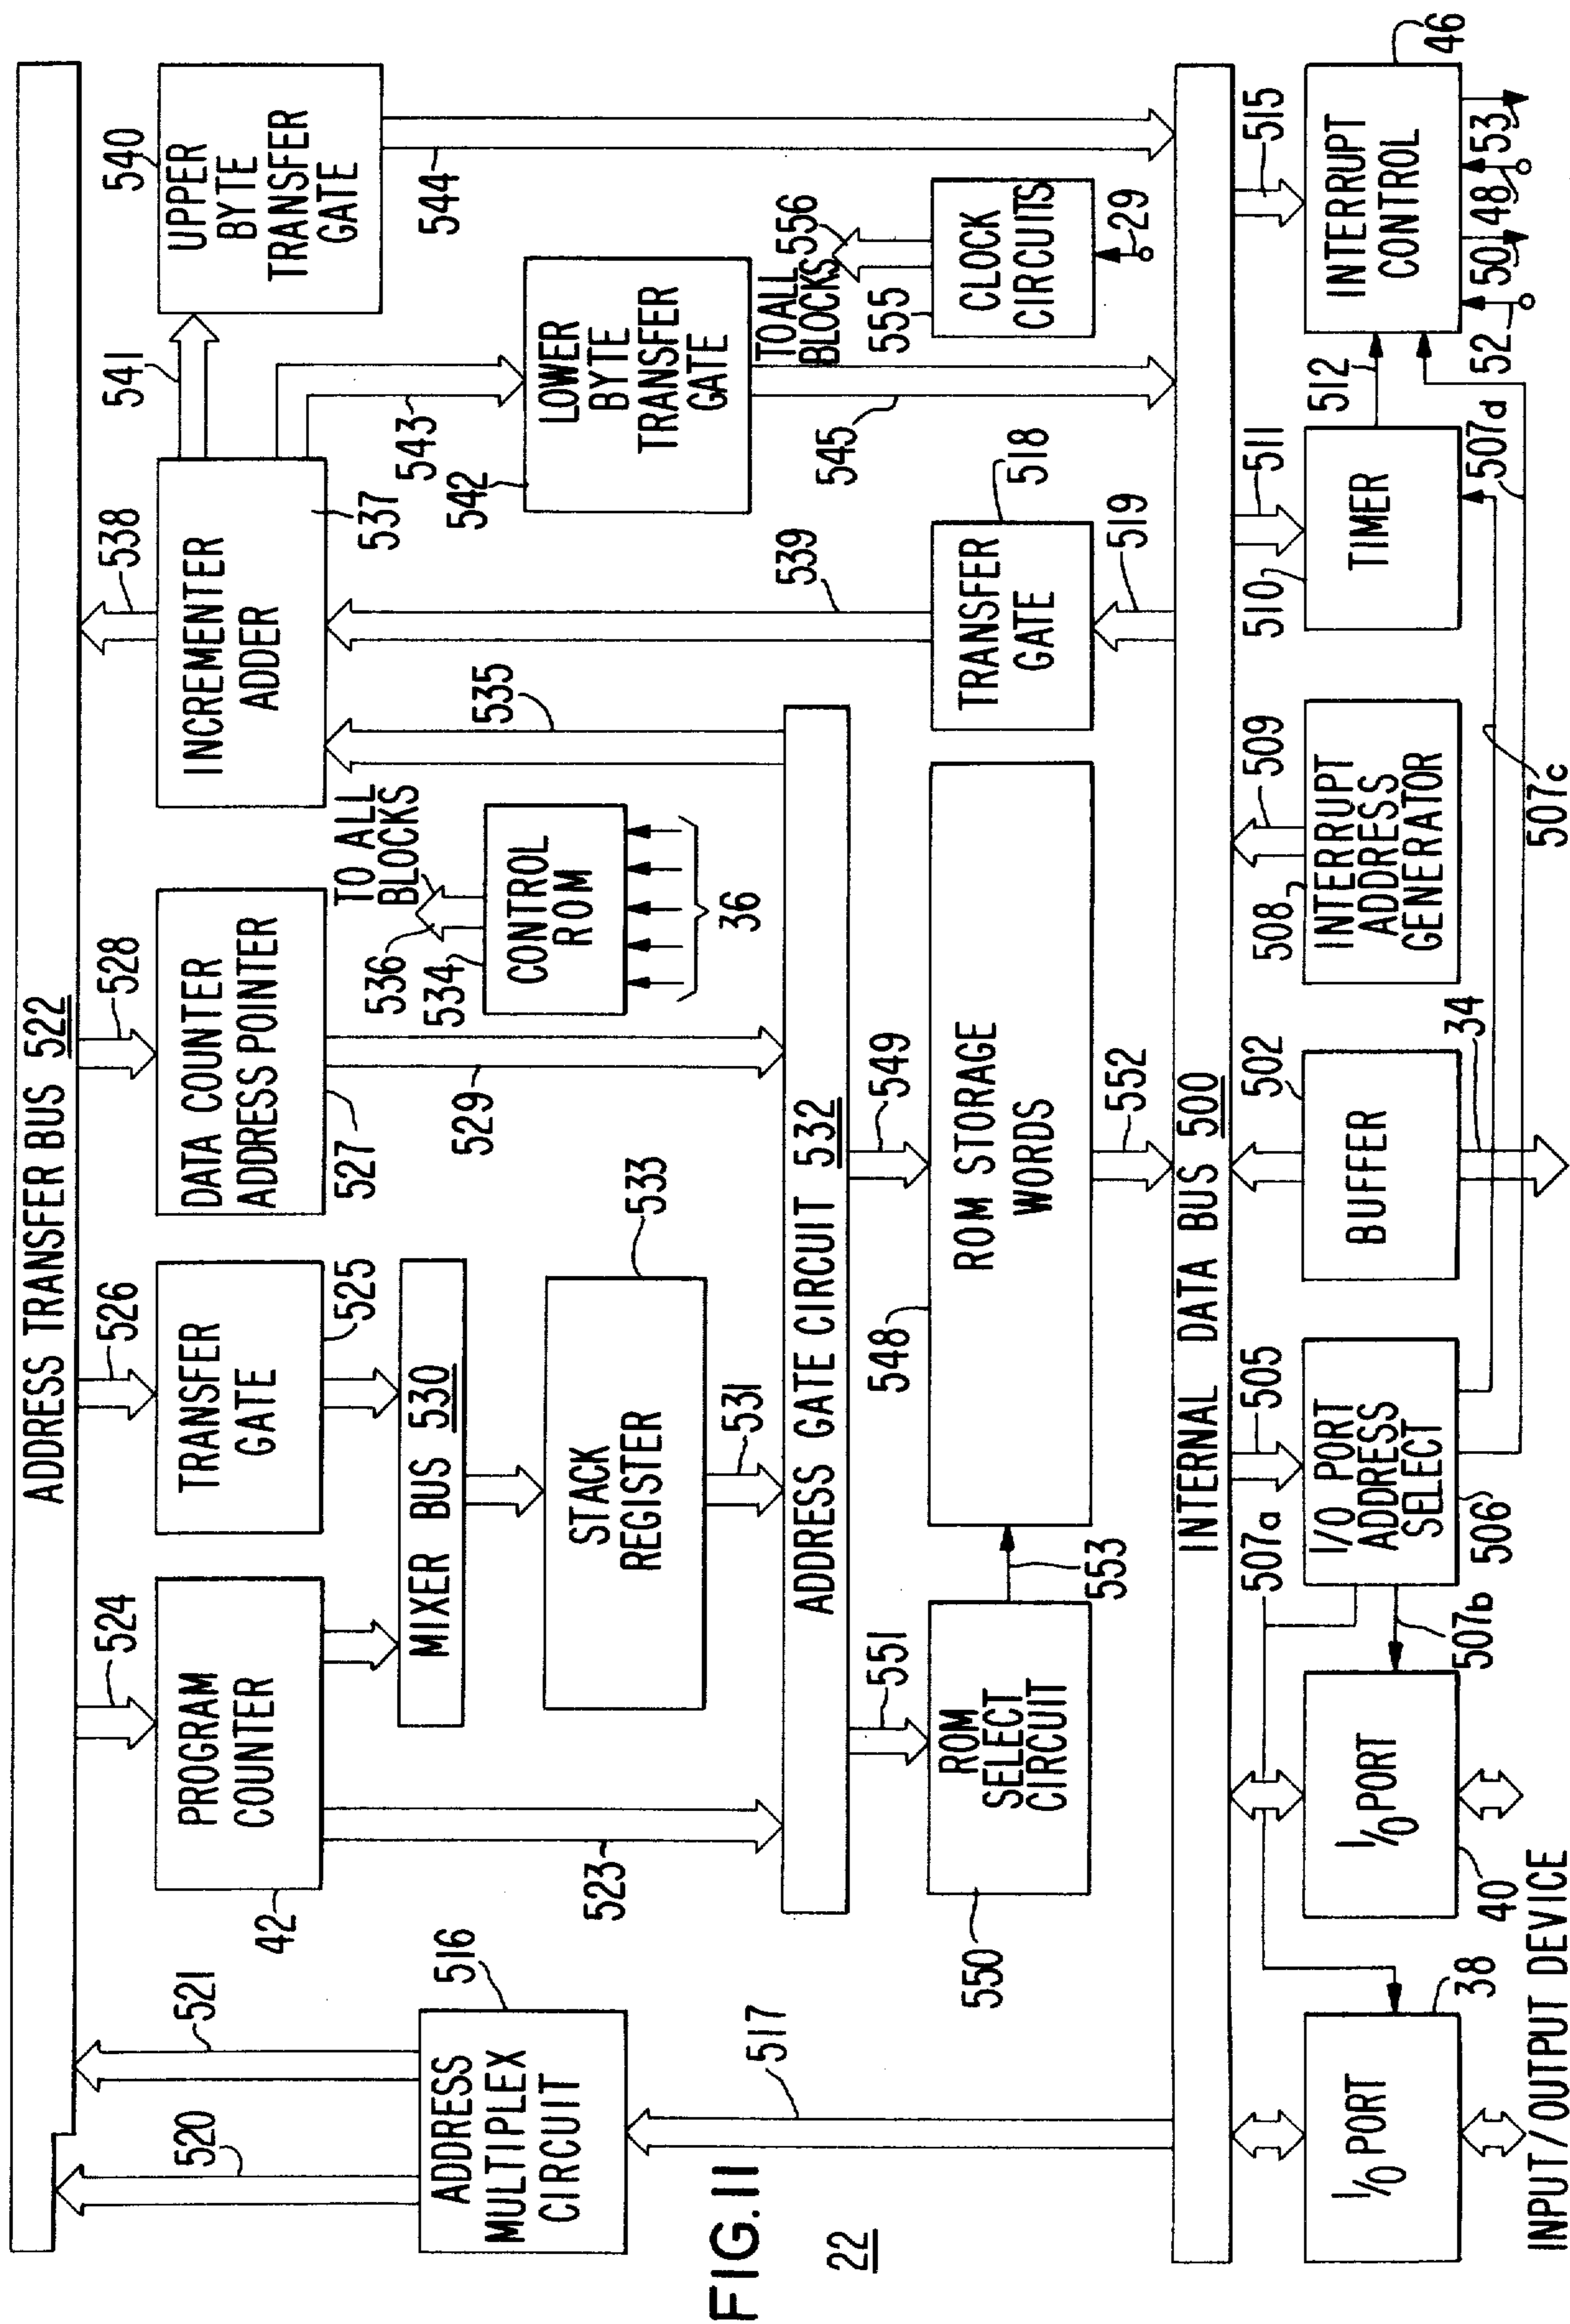 ADDRESS TRANSFER BUS 522
520
521
524
526
528
538
541
540
UPPER
BYTE
TRANSFER
GATE
544
PROGRAM
COUNTER
42
TRANSFER
GATE
525
DATA COUNTER
ADDRESS POINTER
527
INCREMENTER
ADDER
537
543
TO ALL
BLOCKS
536
534
CONTROL
ROM
36
535
542
LOWER
BYTE
TRANSFER
GATE
545
TO ALL
BLOCKS
556
555
CLOCK
CIRCUITS
29
MIXER BUS 530
STACK
REGISTER
533
531
523
529
539
516
ADDRESS
MULTIPLEX
CIRCUIT
517
ADDRESS GATE CIRCUIT 532
551
549
548
ROM STORAGE
WORDS
552
550
ROM
SELECT
CIRCUIT
553
TRANSFER
GATE
518
519
FIG. 11
22
INTERNAL DATA BUS 500
507a
505
502
509
511
515
I/O PORT
38
I/O PORT
40
507b
I/O PORT
ADDRESS
SELECT
506
BUFFER
34
508
INTERRUPT
ADDRESS
GENERATOR
510
TIMER
512
INTERRUPT
CONTROL
46
507c
507d
52
50
48
53
INPUT/OUTPUT DEVICE